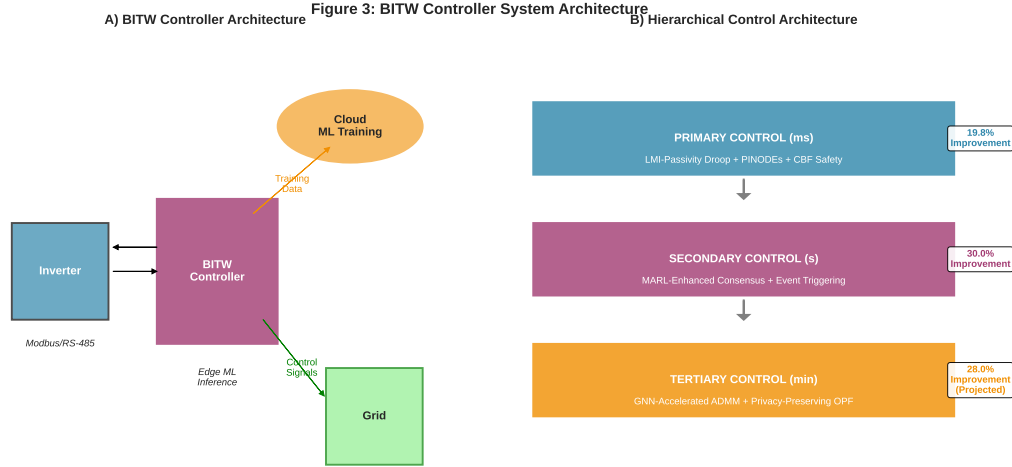 Figure 3: BITW Controller System Architecture
A) BITW Controller Architecture
Cloud
ML Training
Training
Data
Inverter
BITW
Controller
Modbus/RS-485
Edge ML
Inference
Control
Signals
Grid
B) Hierarchical Control Architecture
PRIMARY CONTROL (ms)
LMI-Passivity Droop + PINODEs + CBF Safety
19.8%
Improvement
SECONDARY CONTROL (s)
MARL-Enhanced Consensus + Event Triggering
30.0%
Improvement
TERTIARY CONTROL (min)
GNN-Accelerated ADMM + Privacy-Preserving OPF
28.0%
Improvement
(Projected)